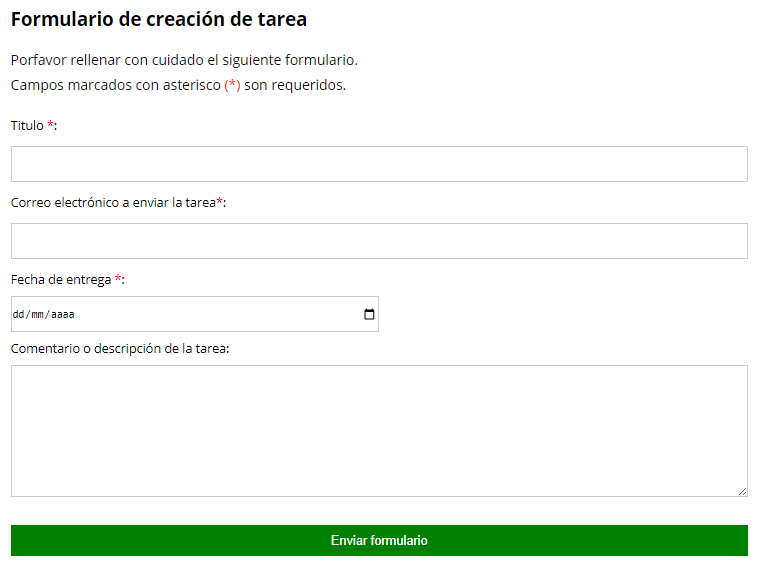 Formulario de creación de tarea
Porfavor rellenar con cuidado el siguiente formulario.
Campos marcados con asterisco (*) son requeridos.
Titulo *:
Correo electrónico a enviar la tarea*:
Fecha de entrega *:
dd/mm/aaaa
Comentario o descripción de la tarea:
Enviar formulario